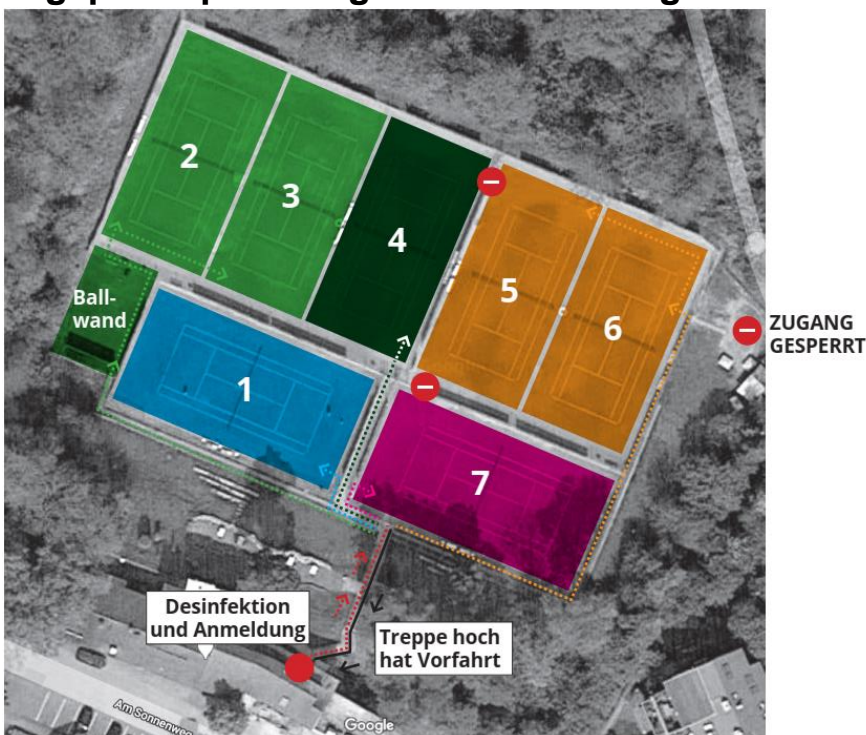 2
3
4
5
6
Ball-
wand
1
7
ZUGANG
GESPERRT
Desinfektion
und Anmeldung
Treppe hoch
hat Vorfahrt
Am Sonnenweg
Google